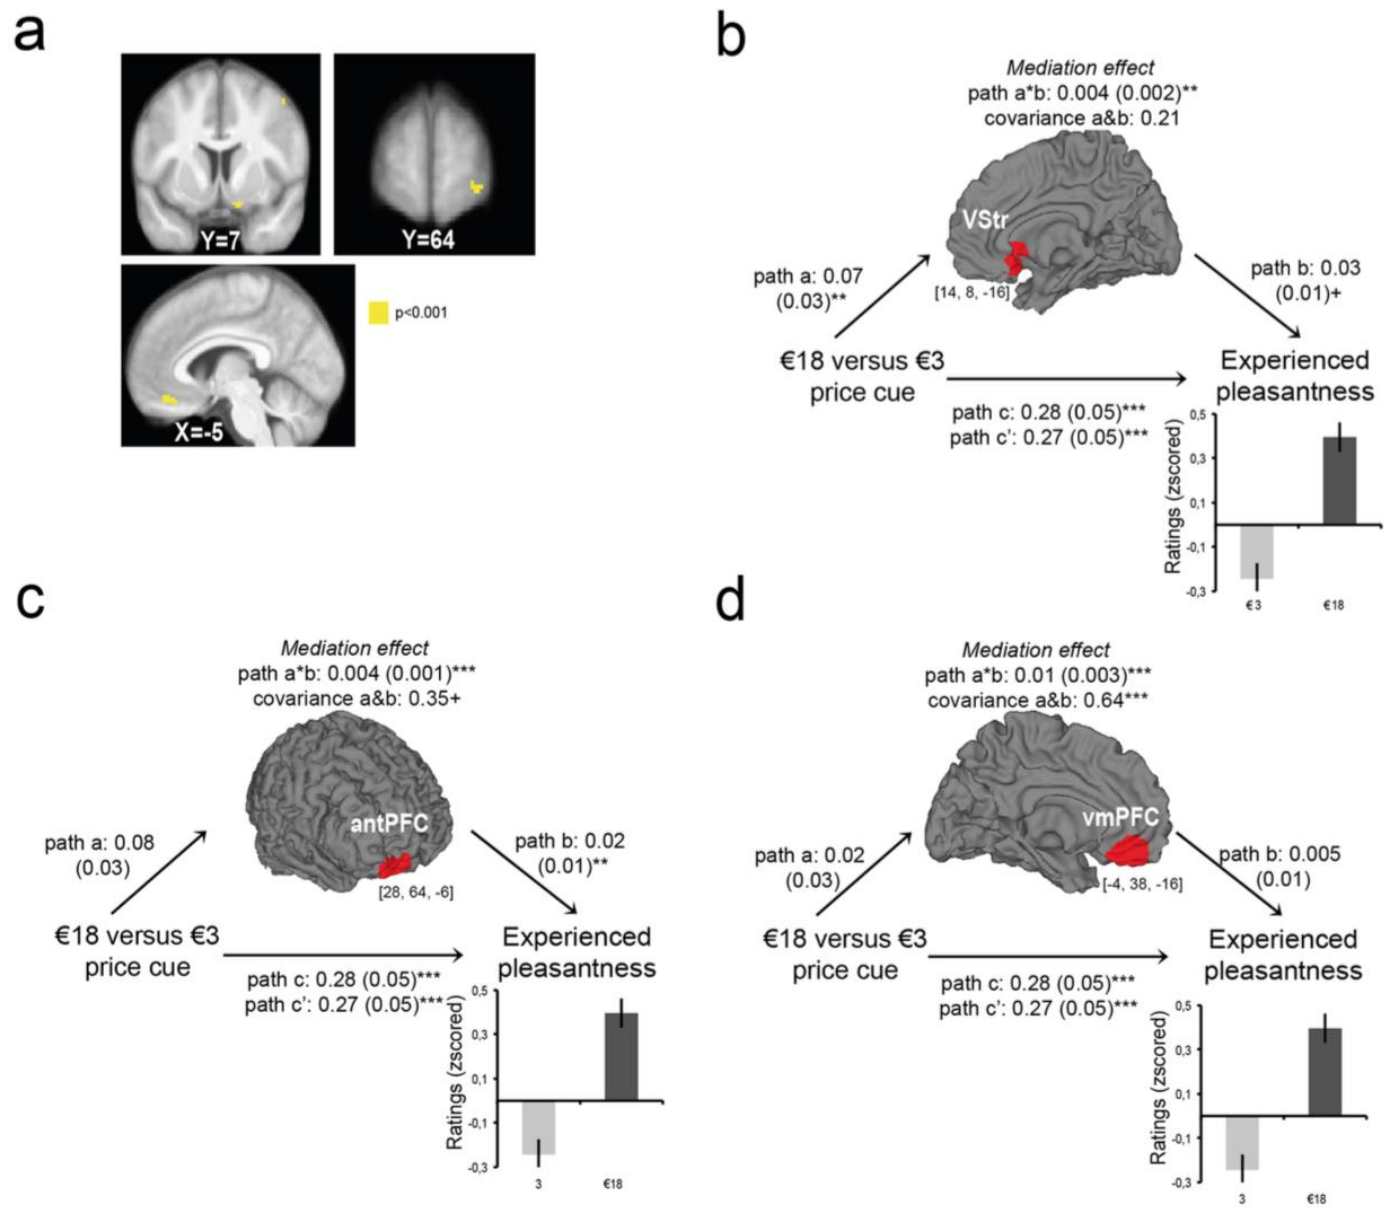 a
Y=7
Y=64
X=-5
p<0.001
b
Mediation effect
path a*b: 0.004 (0.002)**
covariance a&b: 0.21
VStr
[14, 8, -16]
path a: 0.07
(0.03)**
path b: 0.03
(0.01)+
€18 versus €3
price cue
path c: 0.28 (0.05)***
path c': 0.27 (0.05)***
Experienced
pleasantness
Ratings (zscored)
0,5
0,3
0,1
-0,1
-0,3
€3
€18
c
Mediation effect
path a*b: 0.004 (0.001)***
covariance a&b: 0.35+
antPFC
[28, 64, -6]
path a: 0.08
(0.03)
path b: 0.02
(0.01)**
€18 versus €3
price cue
path c: 0.28 (0.05)***
path c': 0.27 (0.05)***
Experienced
pleasantness
Ratings (zscored)
0,5
0,3
0,1
-0,1
-0,3
3
€18
d
Mediation effect
path a*b: 0.01 (0.003)***
covariance a&b: 0.64***
vmPFC
[-4, 38, -16]
path a: 0.02
(0.03)
path b: 0.005
(0.01)
€18 versus €3
price cue
path c: 0.28 (0.05)***
path c': 0.27 (0.05)***
Experienced
pleasantness
Ratings (zscored)
0,5
0,3
0,1
-0,1
-0,3
3
€18